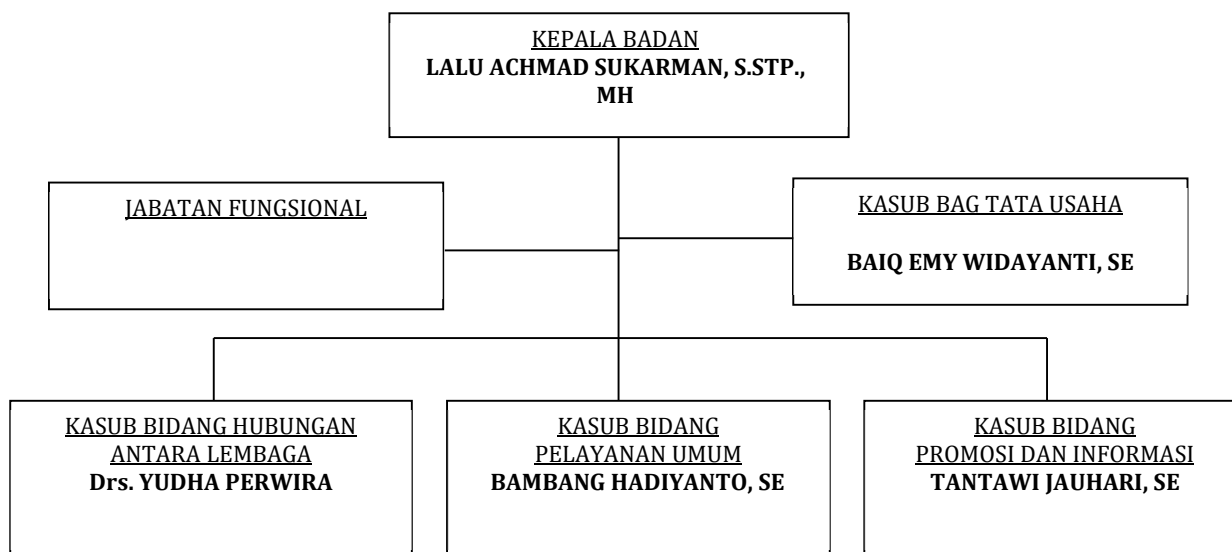 KEPALA BADAN
LALU ACHMAD SUKARMAN, S.STP.,
MH
JABATAN FUNGSIONAL
KASUB BAG TATA USAHA
BAIQ EMY WIDAYANTI, SE
KASUB BIDANG HUBUNGAN
ANTARA LEMBAGA
Drs. YUDHA PERWIRA
KASUB BIDANG
PELAYANAN UMUM
BAMBANG HADIYANTO, SE
KASUB BIDANG
PROMOSI DAN INFORMASI
TANTAWI JAUHARI, SE